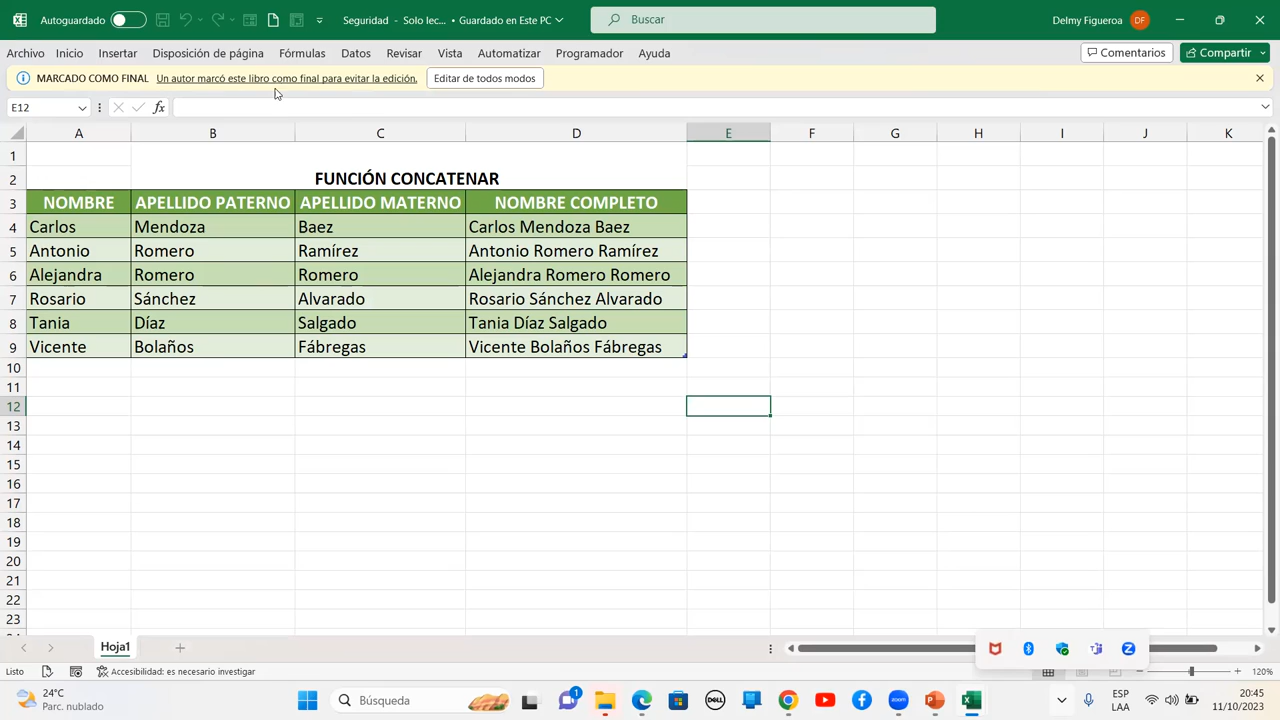 Autoguardado
Seguridad - Solo lec... • Guardado en Este PC
Buscar
Delmy Figueroa DF
Archivo Inicio Insertar Disposición de página Fórmulas Datos Revisar Vista Automatizar Programador Ayuda
Comentarios Compartir
MARCADO COMO FINAL Un autor marcó este libro como final para evitar la edición. Editar de todos modos
E12 fx
A B C D E F G H I J K
1
2 FUNCIÓN CONCATENAR
3 NOMBRE APELLIDO PATERNO APELLIDO MATERNO NOMBRE COMPLETO
4 Carlos Mendoza Baez Carlos Mendoza Baez
5 Antonio Romero Ramírez Antonio Romero Ramírez
6 Alejandra Romero Romero Alejandra Romero Romero
7 Rosario Sánchez Alvarado Rosario Sánchez Alvarado
8 Tania Díaz Salgado Tania Díaz Salgado
9 Vicente Bolaños Fábregas Vicente Bolaños Fábregas
10
11
12
13
14
15
16
17
18
19
20
21
22
23
Hoja1
Listo Accesibilidad: es necesario investigar 120%
24°C
Parc. nublado
Búsqueda
1
DELL
ESP
LAA
20:45
11/10/2023